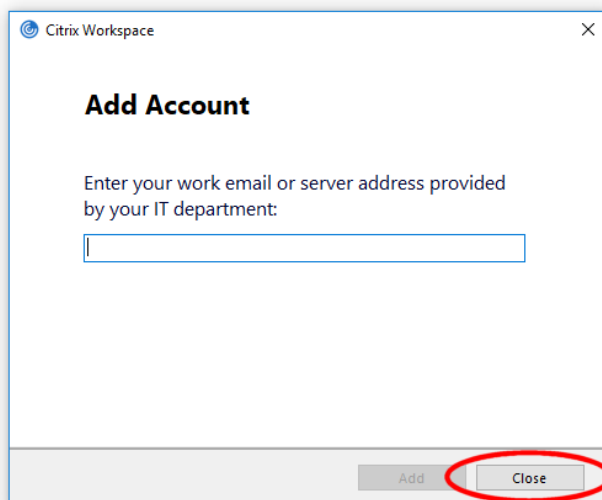 Citrix Workspace
Add Account
Enter your work email or server address provided
by your IT department:
Add
Close